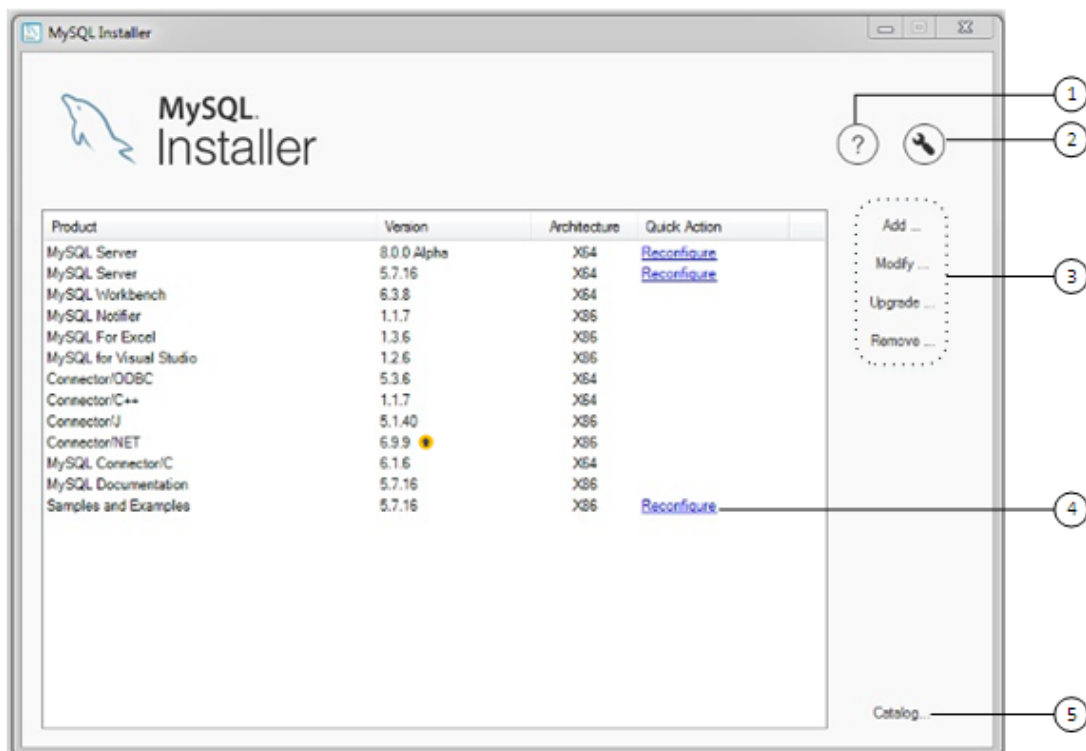 MySQL Installer
1
MySQL.
Installer
?
2
Product Version Architecture Quick Action
Add ...
MySQL Server 8.0.0 Alpha X64 Reconfigure
MySQL Server 5.7.16 X64 Reconfigure
Modify ...
3
MySQL Workbench 6.3.8 X64
Upgrade ...
MySQL Notifier 1.1.7 X86
MySQL For Excel 1.3.6 X86
Remove ...
MySQL for Visual Studio 1.2.6 X86
Connector/ODBC 5.3.6 X64
Connector/C++ 1.1.7 X64
Connector/J 5.1.40 X86
Connector/NET 6.9.9 X86
MySQL Connector/C 6.1.6 X64
MySQL Documentation 5.7.16 X86
Samples and Examples 5.7.16 X86 Reconfigure
4
Catalog...
5